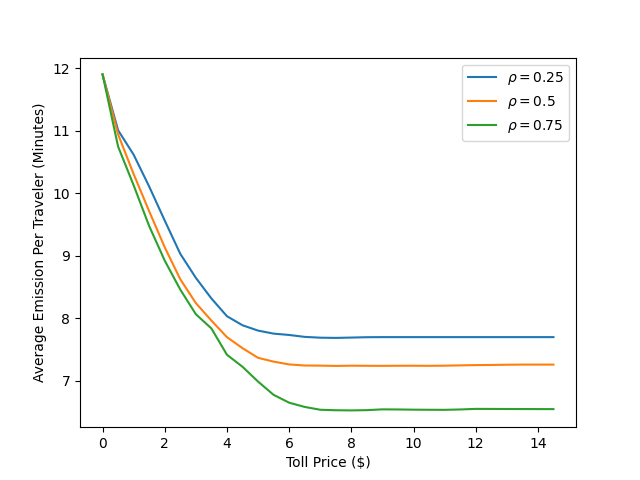 12
11
10
9
8
7
0
2
4
6
8
10
12
14
Average Emission Per Traveler (Minutes)
Toll Price ($)
ρ = 0.25
ρ = 0.5
ρ = 0.75